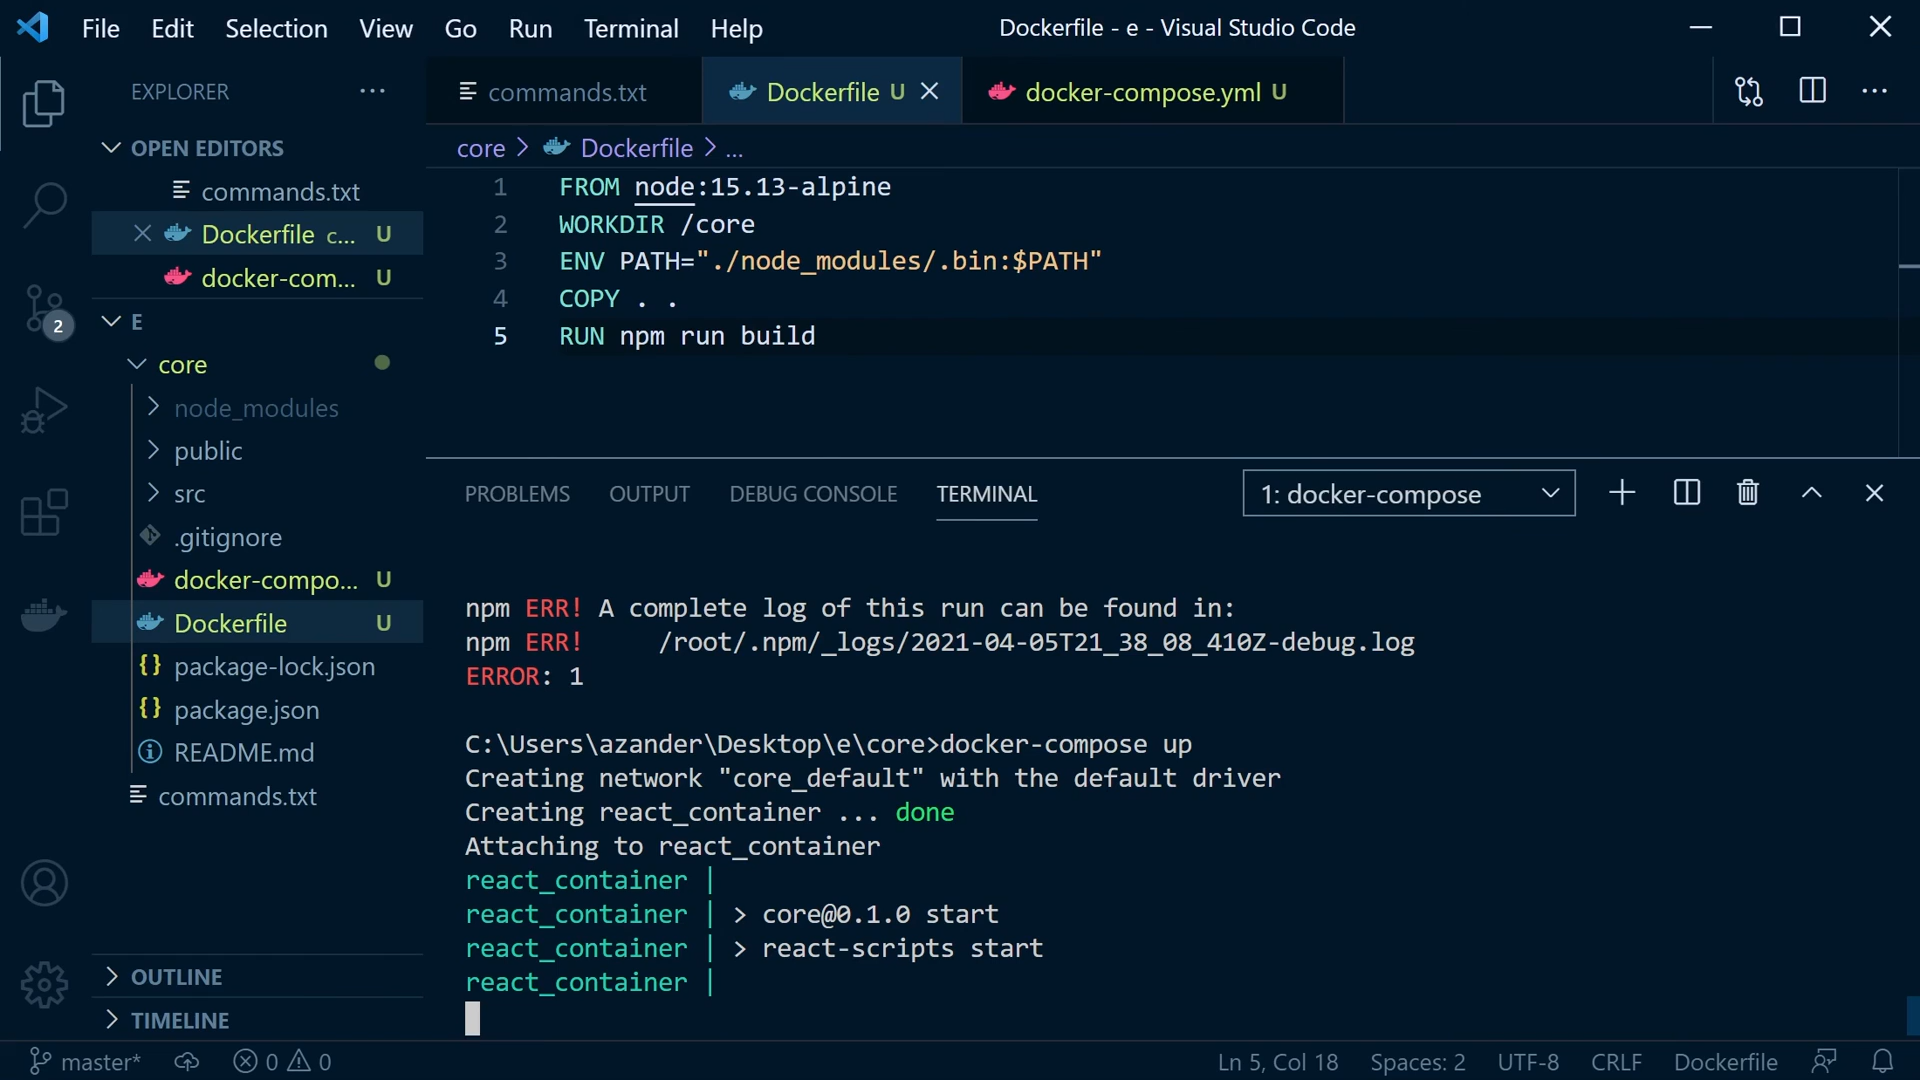 File Edit Selection View Go Run Terminal Help
Dockerfile - e - Visual Studio Code
EXPLORER
commands.txt
Dockerfile U
docker-compose.yml U
OPEN EDITORS
commands.txt
Dockerfile c... U
docker-com... U
core > Dockerfile > ...
1 FROM node:15.13-alpine
2 WORKDIR /core
3 ENV PATH="./node_modules/.bin:$PATH"
4 COPY . .
5 RUN npm run build
2
E
core
node_modules
public
src
.gitignore
docker-compo... U
Dockerfile U
package-lock.json
package.json
README.md
commands.txt
OUTLINE
TIMELINE
PROBLEMS OUTPUT DEBUG CONSOLE TERMINAL
1: docker-compose
npm ERR! A complete log of this run can be found in:
npm ERR!     /root/.npm/_logs/2021-04-05T21_38_08_410Z-debug.log
ERROR: 1
C:\Users\azander\Desktop\e\core>docker-compose up
Creating network "core_default" with the default driver
Creating react_container ... done
Attaching to react_container
react_container |
react_container | > core@0.1.0 start
react_container | > react-scripts start
react_container |
master* 0 0
Ln 5, Col 18 Spaces: 2 UTF-8 CRLF Dockerfile